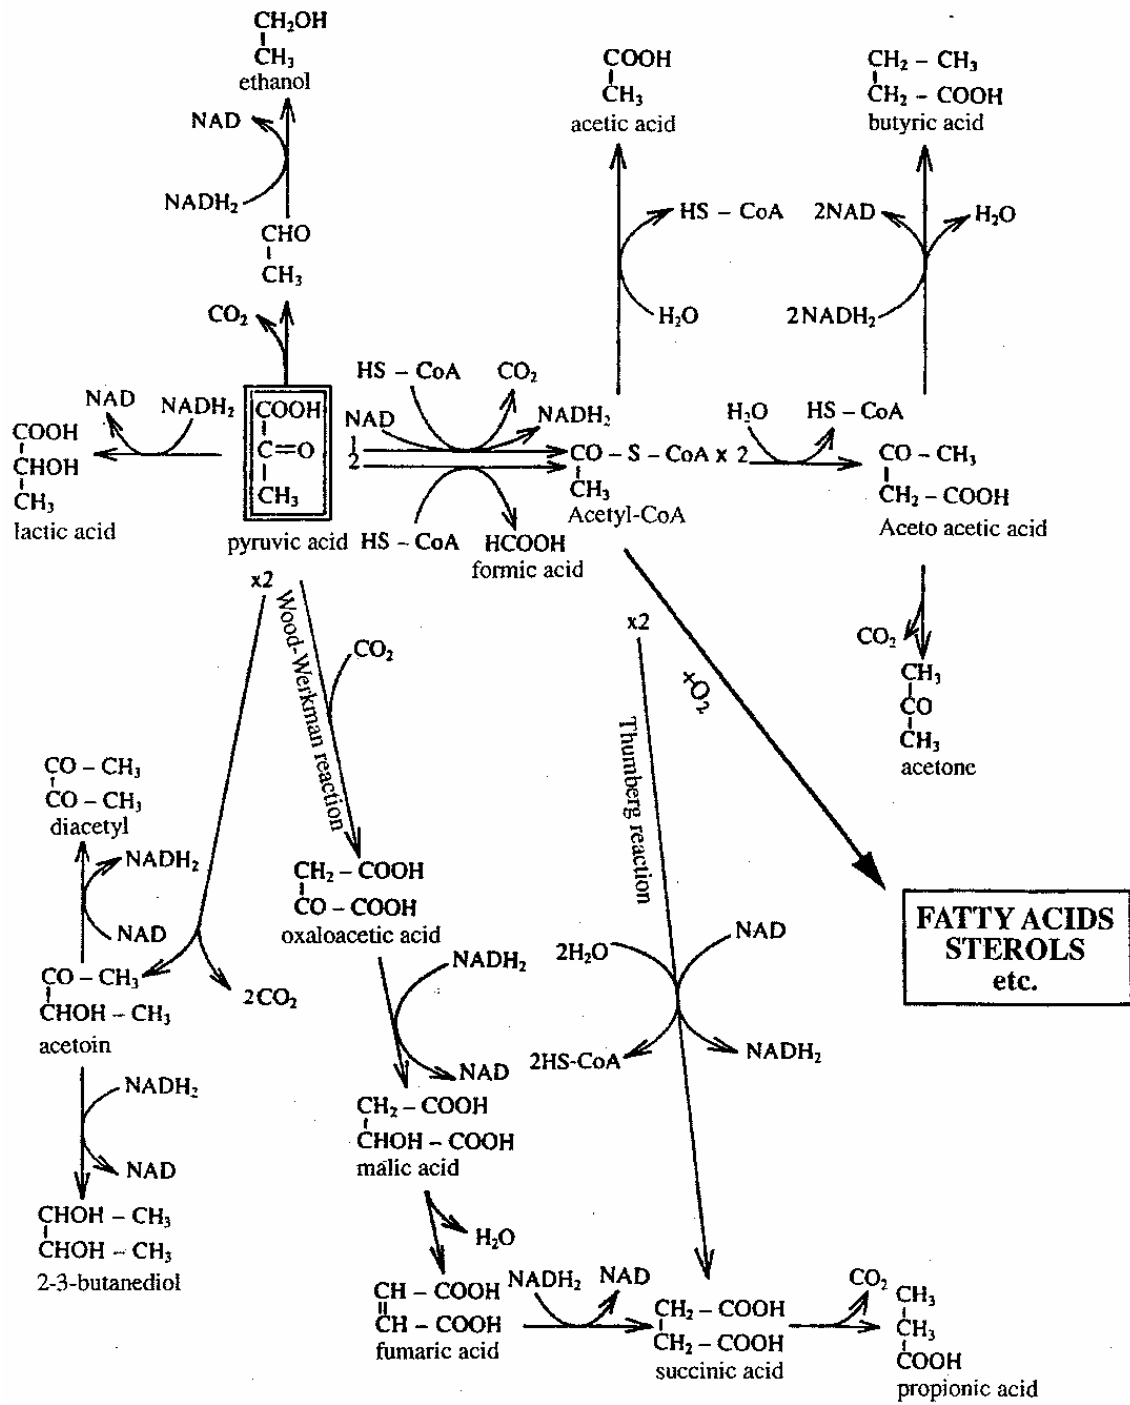 CH₂OH
CH₃
ethanol
NAD
NADH₂
CHO
CH₃
CO₂
COOH
CH₃
acetic acid
HS – CoA
H₂O
CH₂ – CH₃
CH₂ – COOH
butyric acid
2NAD
H₂O
2NADH₂
NAD
NADH₂
COOH
CHOH
CH₃
lactic acid
COOH
C=O
CH₃
pyruvic acid
HS – CoA
CO₂
NAD
NADH₂
1
2
HS – CoA
HCOOH
formic acid
CO – S – CoA x 2
CH₃
Acetyl-CoA
H₂O
HS – CoA
CO – CH₃
CH₂ – COOH
Aceto acetic acid
CO₂
CH₃
CO
CH₃
acetone
x2
Wood-Werkman reaction
CO₂
x2
Thumberg reaction
+O₂
FATTY ACIDS
STEROLS
etc.
CO – CH₃
CO – CH₃
diacetyl
NADH₂
NAD
CO – CH₃
CHOH – CH₃
acetoin
2CO₂
NADH₂
NAD
CHOH – CH₃
CHOH – CH₃
2-3-butanediol
CH₂ – COOH
CO – COOH
oxaloacetic acid
NADH₂
NAD
2H₂O
NAD
2HS-CoA
NADH₂
CH₂ – COOH
CHOH – COOH
malic acid
H₂O
CH – COOH
CH – COOH
fumaric acid
NADH₂
NAD
CH₂ – COOH
CH₂ – COOH
succinic acid
CO₂
CH₃
CH₃
COOH
propionic acid